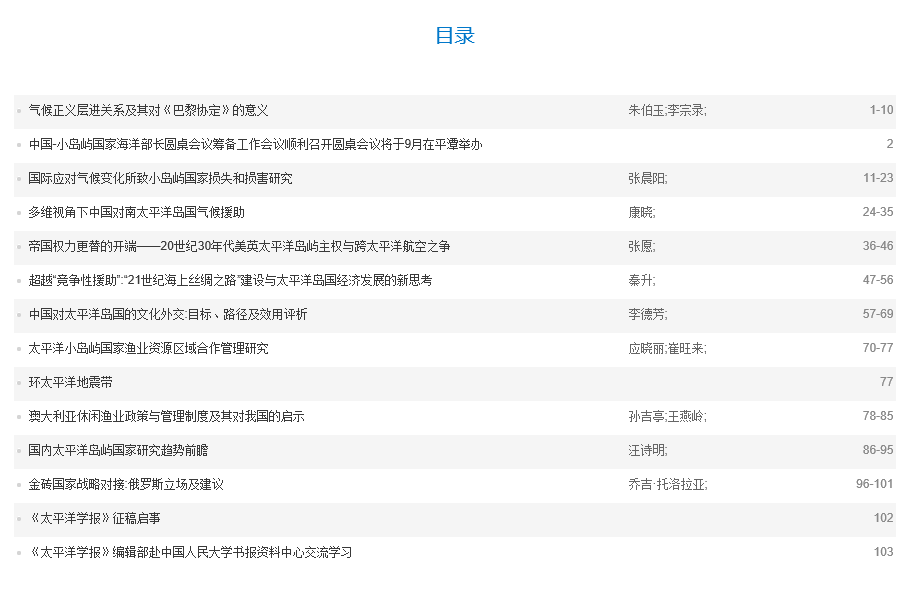 目录
气候正义层进关系及其对《巴黎协定》的意义 朱伯玉;李宗录; 1-10
中国-小岛屿国家海洋部长圆桌会议筹备工作会议顺利召开圆桌会议将于9月在平潭举办 2
国际应对气候变化所致小岛屿国家损失和损害研究 张晨阳; 11-23
多维视角下中国对南太平洋岛国气候援助 康晓; 24-35
帝国权力更替的开端——20世纪30年代美英太平洋岛屿主权与跨太平洋航空之争 张愿; 36-46
超越“竞争性援助”:“21世纪海上丝绸之路”建设与太平洋岛国经济发展的新思考 秦升; 47-56
中国对太平洋岛国的文化外交:目标、路径及效用评析 李德芳; 57-69
太平洋小岛屿国家渔业资源区域合作管理研究 应晓丽;崔旺来; 70-77
环太平洋地震带 77
澳大利亚休闲渔业政策与管理制度及其对我国的启示 孙吉亭;王燕岭; 78-85
国内太平洋岛屿国家研究趋势前瞻 汪诗明; 86-95
金砖国家战略对接:俄罗斯立场及建议 乔吉·托洛拉亚; 96-101
《太平洋学报》征稿启事 102
《太平洋学报》编辑部赴中国人民大学书报资料中心交流学习 103